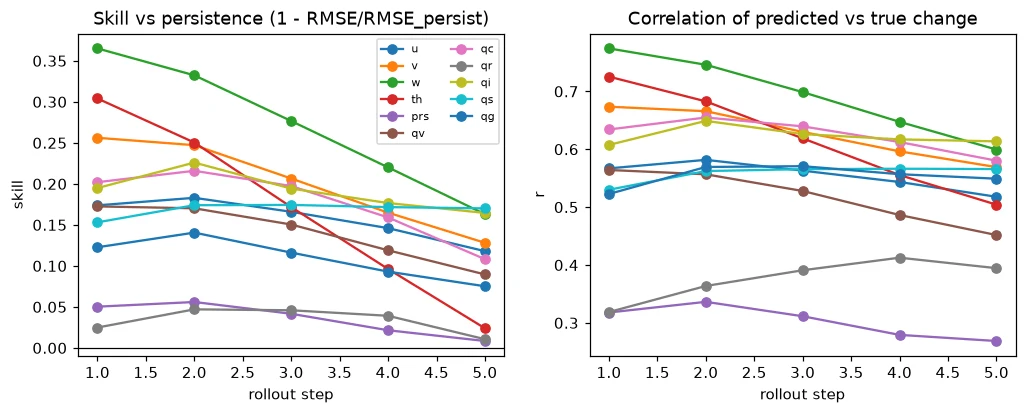 Skill vs persistence (1 - RMSE/RMSE_persist)
skill
0.35
0.30
0.25
0.20
0.15
0.10
0.05
0.00
u
v
w
th
prs
qv
qc
qr
qi
qs
qg
1.0 1.5 2.0 2.5 3.0 3.5 4.0 4.5 5.0
rollout step
Correlation of predicted vs true change
r
0.7
0.6
0.5
0.4
0.3
1.0 1.5 2.0 2.5 3.0 3.5 4.0 4.5 5.0
rollout step